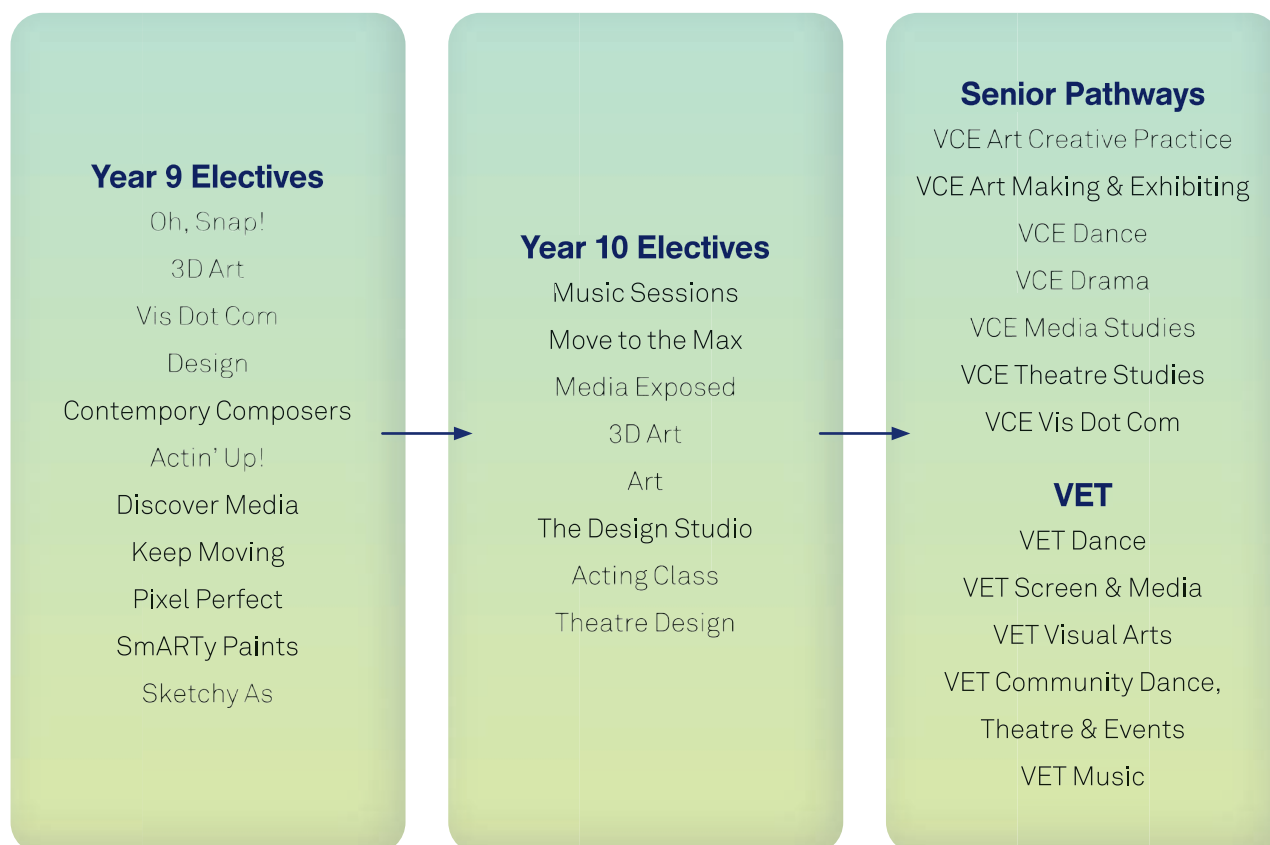 Year 9 Electives
Oh, Snap!
3D Art
Vis Dot Com
Design
Contempory Composers
Actin' Up!
Discover Media
Keep Moving
Pixel Perfect
SmARTy Paints
Sketchy As
Year 10 Electives
Music Sessions
Move to the Max
Media Exposed
3D Art
Art
The Design Studio
Acting Class
Theatre Design
Senior Pathways
VCE Art Creative Practice
VCE Art Making & Exhibiting
VCE Dance
VCE Drama
VCE Media Studies
VCE Theatre Studies
VCE Vis Dot Com
VET
VET Dance
VET Screen & Media
VET Visual Arts
VET Community Dance,
Theatre & Events
VET Music